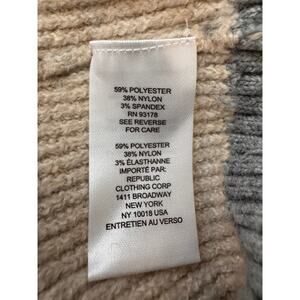 59% POLYESTER
38% NYLON
3% SPANDEX
RN 93178
SEE REVERSE
FOR CARE
59% POLYESTER
38% NYLON
3% ÉLASTHANNE
IMPORTÉ PAR:
REPUBLIC
CLOTHING CORP
1411 BROADWAY
NEW YORK
NY 10018 USA
ENTRETIEN AU VERSO